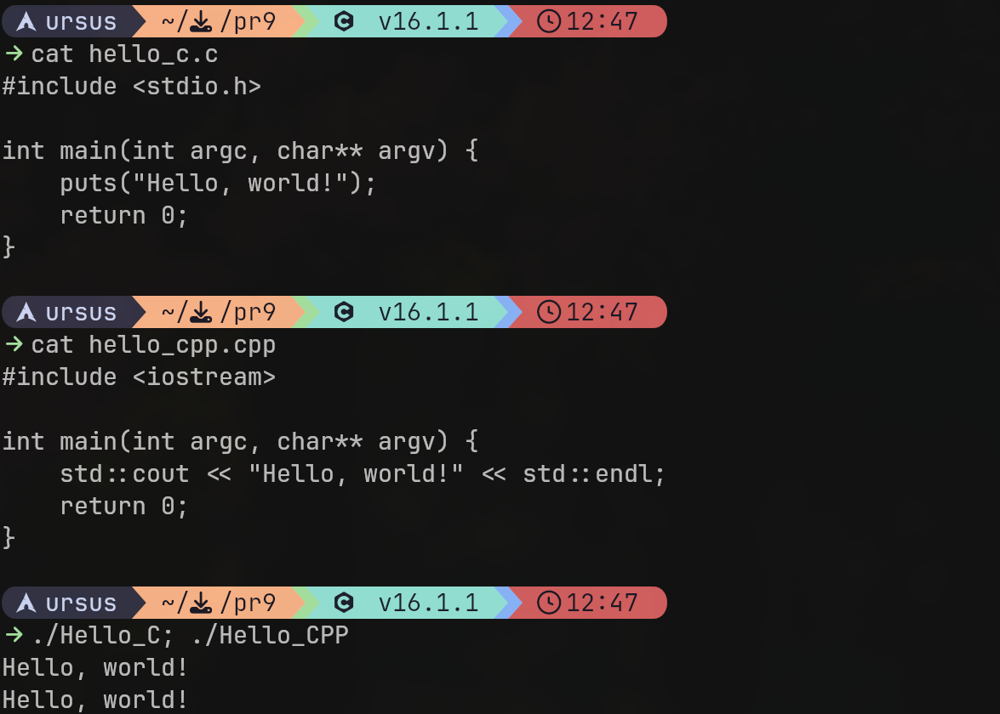 ursus ~/ /pr9 C v16.1.1 12:47
cat hello_c.c
#include <stdio.h>
int main(int argc, char** argv) {
puts("Hello, world!");
return 0;
}
ursus ~/ /pr9 C v16.1.1 12:47
cat hello_cpp.cpp
#include <iostream>
int main(int argc, char** argv) {
std::cout << "Hello, world!" << std::endl;
return 0;
}
ursus ~/ /pr9 C v16.1.1 12:47
./Hello_C; ./Hello_CPP
Hello, world!
Hello, world!